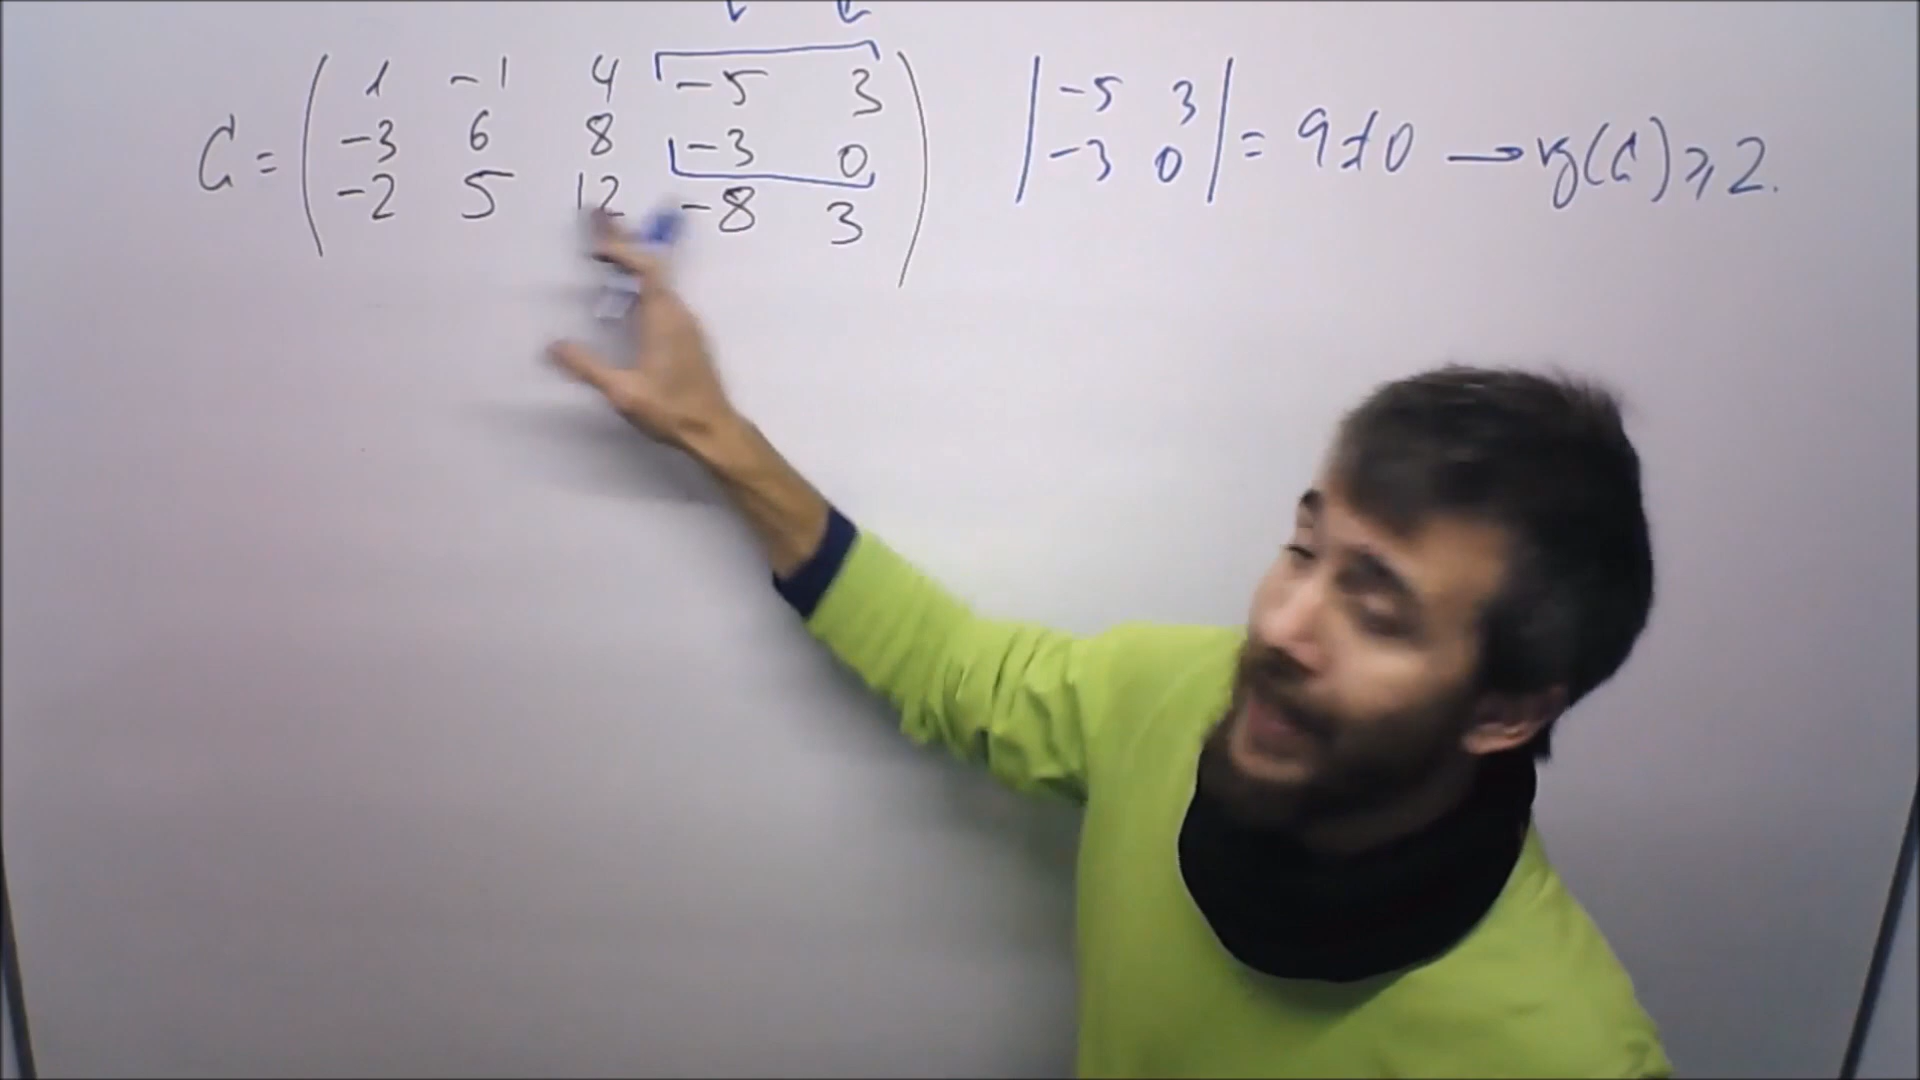 C = ( 1 -1 4 -5 3
-3 6 8 -3 0
-2 5 12 -8 3 )
| -5 3
-3 0 | = 9 ≠ 0 → rg(C) ≥ 2.